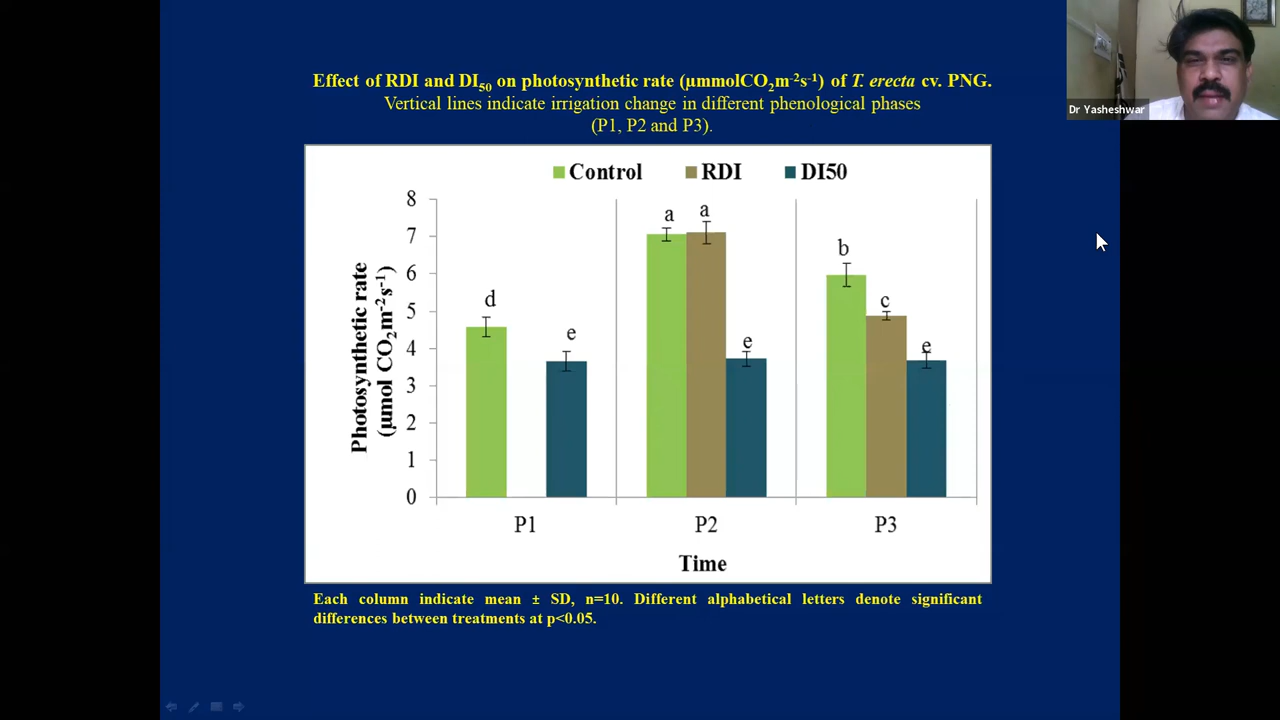 Effect of RDI and DI50 on photosynthetic rate (µmmolCO2m-2s-1) of T. erecta cv. PNG.
Vertical lines indicate irrigation change in different phenological phases
(P1, P2 and P3).
Dr Yasheshwar
Control RDI DI50
Photosynthetic rate
(µmol CO2m-2s-1)
8
7
6
5
4
3
2
1
0
d e
a a e
b c e
P1 P2 P3
Time
Each column indicate mean ± SD, n=10. Different alphabetical letters denote significant
differences between treatments at p<0.05.